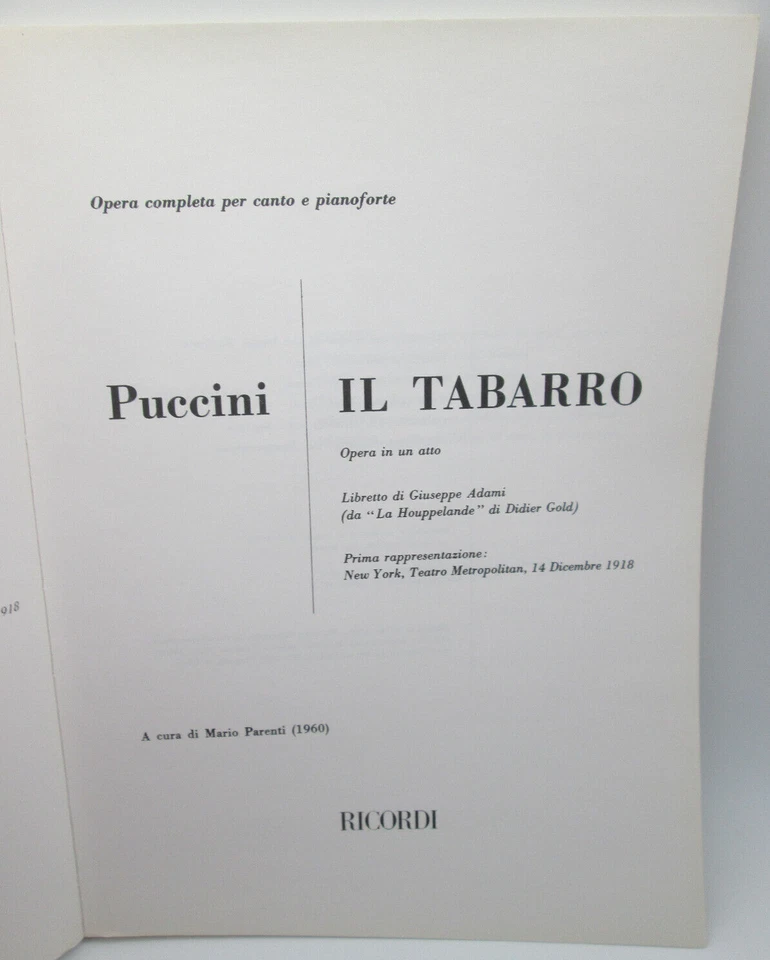 Opera completa per canto e pianoforte
Puccini
IL TABARRO
Opera in un atto
Libretto di Giuseppe Adami
(da "La Houppelande" di Didier Gold)
Prima rappresentazione:
New York, Teatro Metropolitan, 14 Dicembre 1918
918
A cura di Mario Parenti (1960)
RICORDI